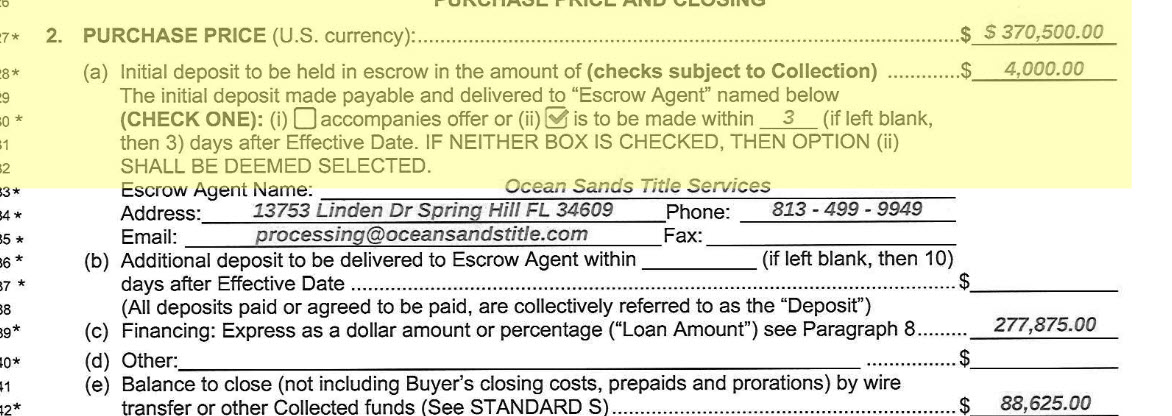 PURCHASE PRICE AND CLOSING
27* 2. PURCHASE PRICE (U.S. currency):..............$ $ 370,500.00
28* (a) Initial deposit to be held in escrow in the amount of (checks subject to Collection) .............$ 4,000.00
29 The initial deposit made payable and delivered to “Escrow Agent” named below
30 * (CHECK ONE): (i) ☐ accompanies offer or (ii) ☑ is to be made within 3 (if left blank,
31 then 3) days after Effective Date. IF NEITHER BOX IS CHECKED, THEN OPTION (ii)
32 SHALL BE DEEMED SELECTED.
33* Escrow Agent Name: Ocean Sands Title Services
34 * Address: 13753 Linden Dr Spring Hill FL 34609 Phone: 813 - 499 - 9949
35 * Email: processing@oceansandstitle.com Fax:
36 * (b) Additional deposit to be delivered to Escrow Agent within ________ (if left blank, then 10)
37 * days after Effective Date ..............$
38 (All deposits paid or agreed to be paid, are collectively referred to as the “Deposit”)
39* (c) Financing: Express as a dollar amount or percentage (“Loan Amount”) see Paragraph 8......... 277,875.00
40* (d) Other: ..............$
41 (e) Balance to close (not including Buyer’s closing costs, prepaids and prorations) by wire
42* transfer or other Collected funds (See STANDARD S)..............$ 88,625.00